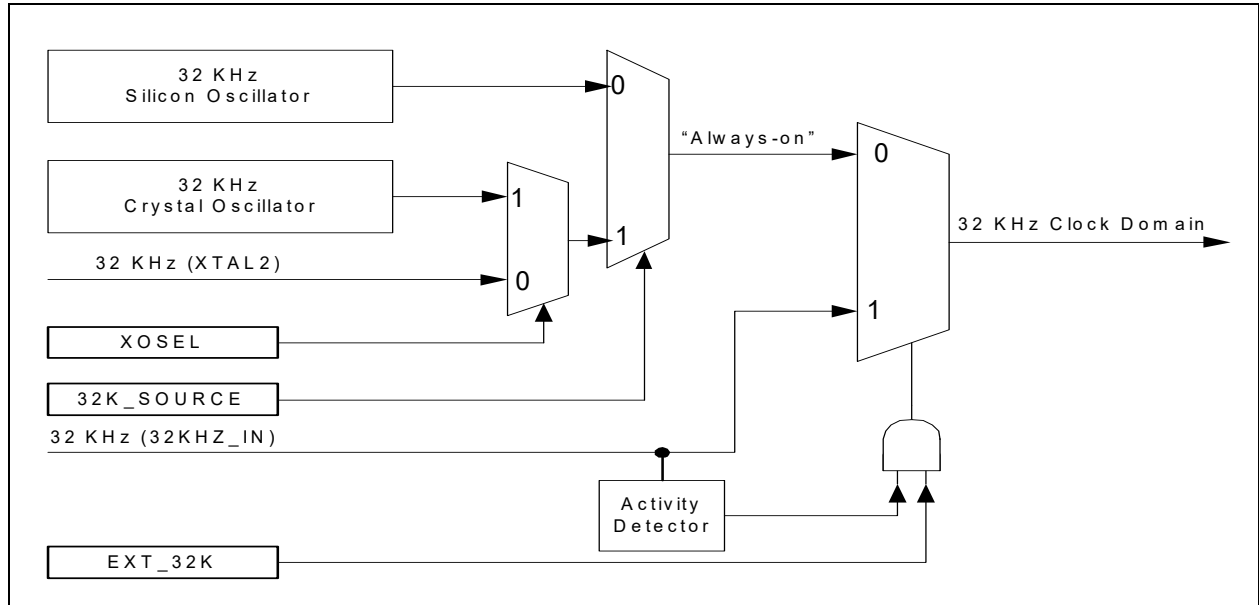 32 KHz
Silicon Oscillator
0
“Always-on”
0
32 KHz
Crystal Oscillator
1
32 KHz Clock Domain
1
32 KHz (XTAL2)
0
1
XOSEL
32K_SOURCE
32 KHz (32KHZ_IN)
Activity
Detector
EXT_32K